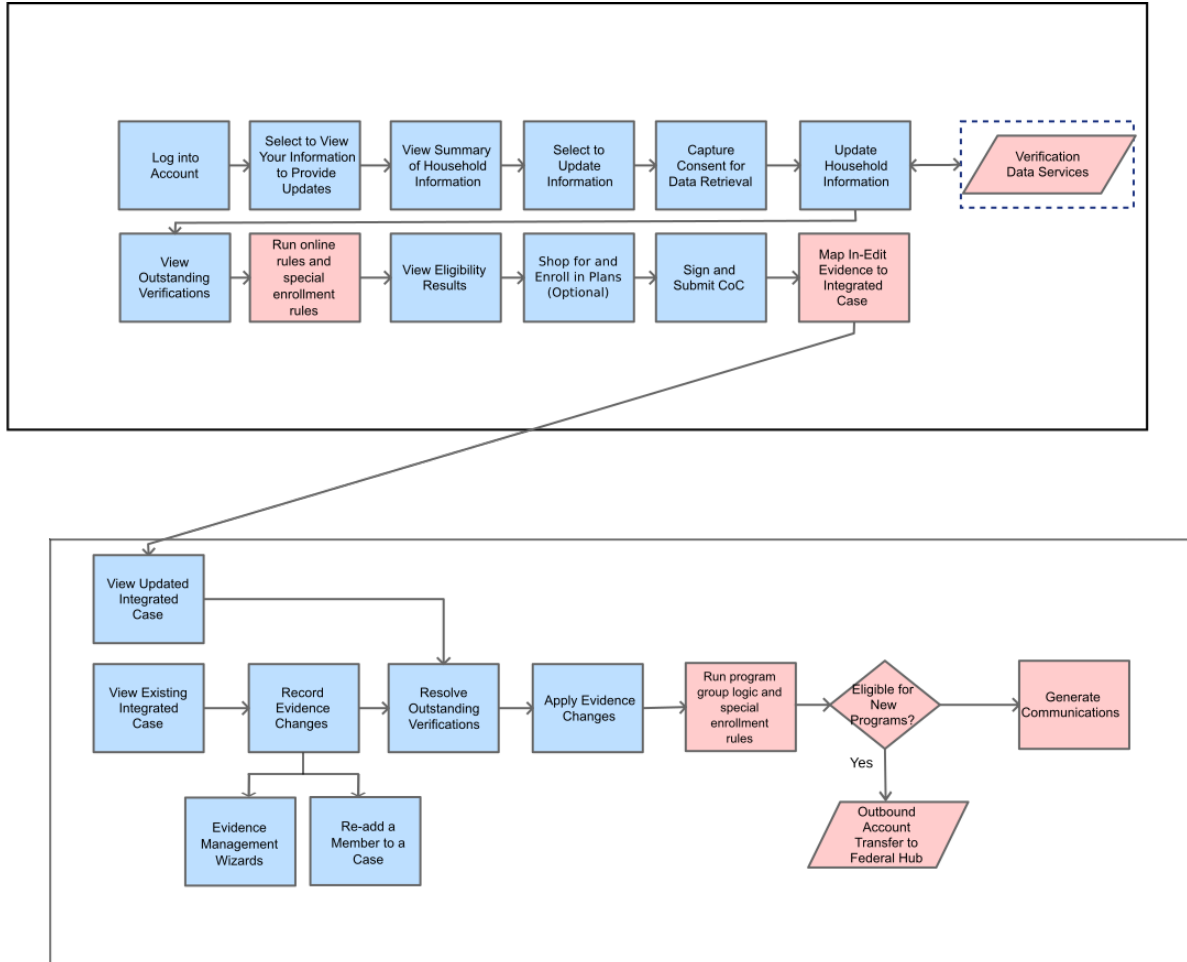 Log into
Account
Select to View
Your Information
to Provide
Updates
View Summary
of Household
Information
Select to
Update
Information
Capture
Consent for
Data Retrieval
Update
Household
Information
Verification
Data Services
View
Outstanding
Verifications
Run online
rules and
special
enrollment
rules
View Eligibility
Results
Shop for and
Enroll in Plans
(Optional)
Sign and
Submit CoC
Map In-Edit
Evidence to
Integrated
Case
View Updated
Integrated
Case
View Existing
Integrated
Case
Record
Evidence
Changes
Resolve
Outstanding
Verifications
Apply Evidence
Changes
Run program
group logic and
special
enrollment
rules
Eligible for
New
Programs?
Generate
Communications
Yes
Evidence
Management
Wizards
Re-add a
Member to a
Case
Outbound
Account
Transfer to
Federal Hub